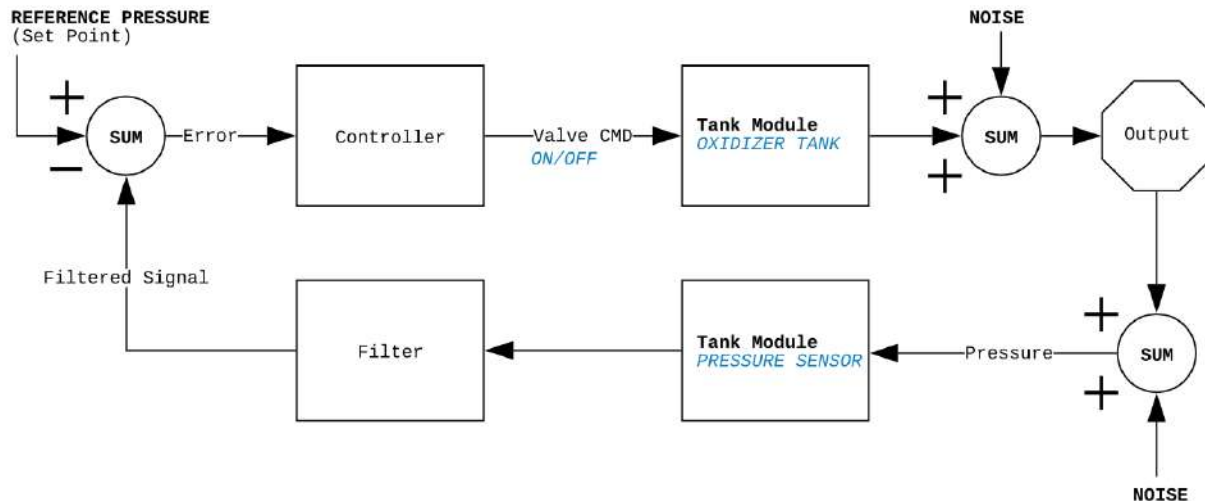 REFERENCE PRESSURE
(Set Point)
NOISE
+
−
SUM
Error
Controller
Valve CMD
ON/OFF
Tank Module
OXIDIZER TANK
+
+
SUM
Output
Filtered Signal
Filter
Tank Module
PRESSURE SENSOR
Pressure
+
+
SUM
NOISE